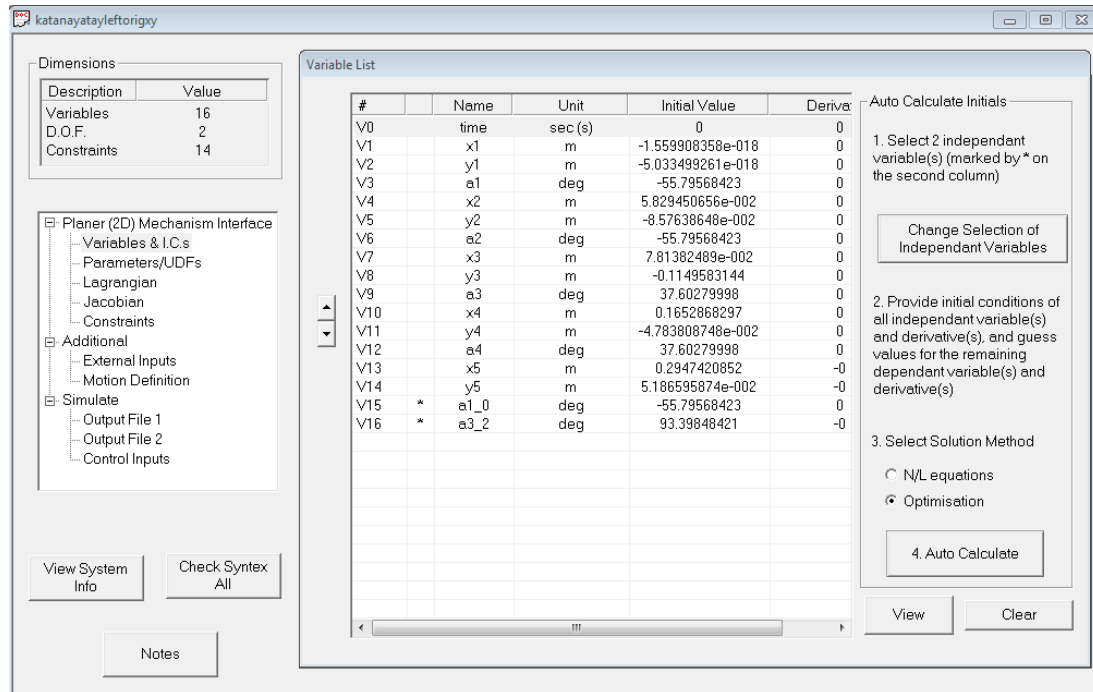 katanayatayleftorigxy
Dimensions
Description Value
Variables 16
D.O.F. 2
Constraints 14
Planer (2D) Mechanism Interface
Variables & I.C.s
Parameters/UDFs
Lagrangian
Jacobian
Constraints
Additional
External Inputs
Motion Definition
Simulate
Output File 1
Output File 2
Control Inputs
View System
Info
Check Syntex
All
Notes
Variable List
# Name Unit Initial Value Deriva
V0 time sec (s) 0 0
V1 x1 m -1.559908358e-018 0
V2 y1 m -5.033499261e-018 0
V3 a1 deg -55.79568423 0
V4 x2 m 5.829450656e-002 0
V5 y2 m -8.57638648e-002 0
V6 a2 deg -55.79568423 0
V7 x3 m 7.81382489e-002 0
V8 y3 m -0.1149583144 0
V9 a3 deg 37.60279998 0
V10 x4 m 0.1652868297 0
V11 y4 m -4.783808748e-002 0
V12 a4 deg 37.60279998 0
V13 x5 m 0.2947420852 -0
V14 y5 m 5.186595874e-002 -0
V15 * a1_0 deg -55.79568423 0
V16 * a3_2 deg 93.39848421 -0
Auto Calculate Initials
1. Select 2 independant
variable(s) (marked by * on
the second column)
Change Selection of
Independant Variables
2. Provide initial conditions of
all independant variable(s)
and derivative(s), and guess
values for the remaining
dependant variable(s) and
derivative(s)
3. Select Solution Method
N/L equations
Optimisation
4. Auto Calculate
View
Clear